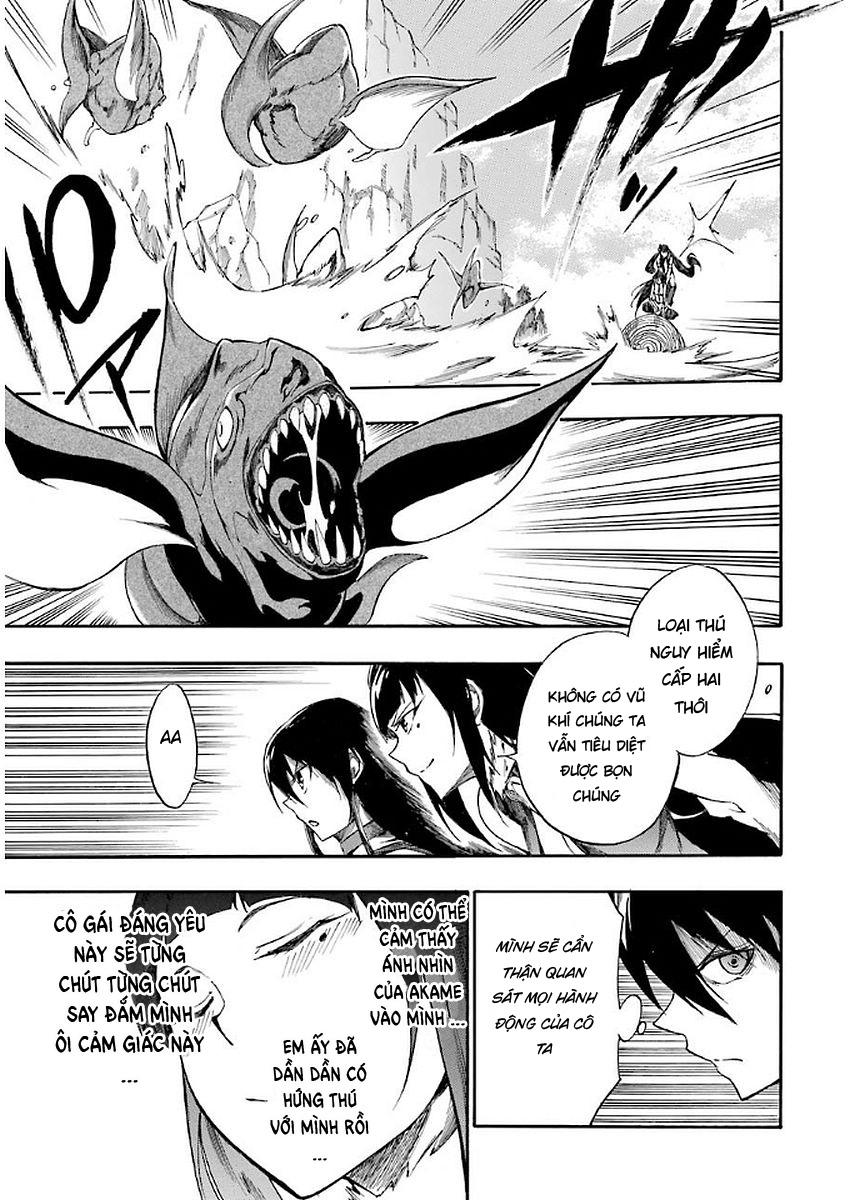 LOẠI THÚ
NGUY HIỂM
CẤP HAI
THÔI
KHÔNG CÓ VŨ
KHÍ CHÚNG TA
VẪN TIÊU DIỆT
ĐƯỢC BỌN
CHÚNG
AA
MÌNH SẼ CẨN
THẬN QUAN
SÁT MỌI HÀNH
ĐỘNG CỦA CÔ
TA
MÌNH CÓ THỂ
CẢM THẤY
ÁNH NHÌN
CỦA AKAME
VÀO MÌNH ...
EM ẤY ĐÃ
DẦN DẦN CÓ
HỨNG THÚ
VỚI MÌNH RỒI
...
CÔ GÁI ĐÁNG YÊU
NÀY SẼ TỪNG
CHÚT TỪNG CHÚT
SAY ĐẮM MÌNH
ÔI CẢM GIÁC NÀY
...